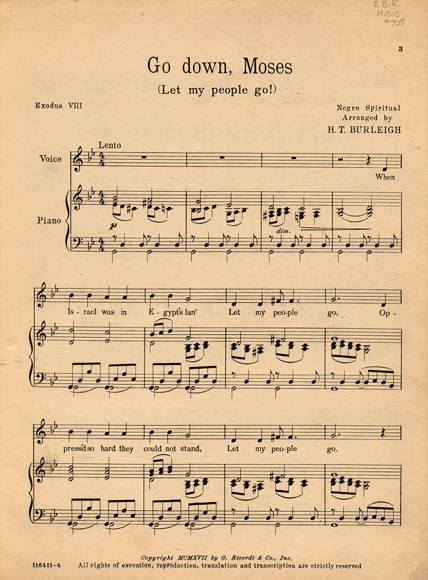 R.B.R.
Music
#708
3
Go down, Moses
(Let my people go!)
Exodus VIII
Negro Spiritual
Arranged by
H. T. BURLEIGH
Lento
Voice
When
Piano
p
dim.
Is - rael was in E - gypt's lan' Let my peo-ple go, Op -
press'd so hard they could not stand, Let my peo-ple go.
Copyright MCMXVII by G. Ricordi & Co., Inc.
116411-4 All rights of execution, reproduction, translation and transcription are strictly reserved